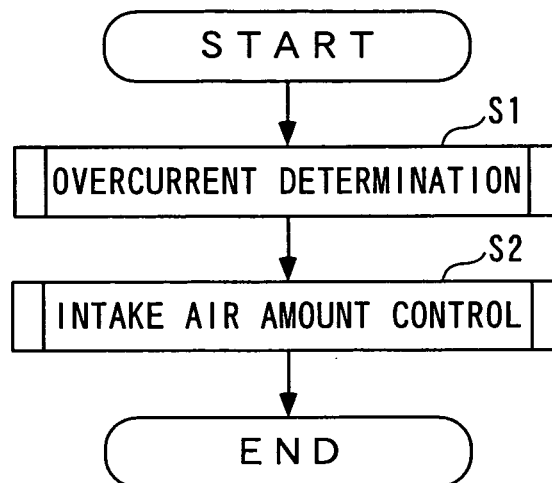 START
S1
OVERCURRENT DETERMINATION
S2
INTAKE AIR AMOUNT CONTROL
END